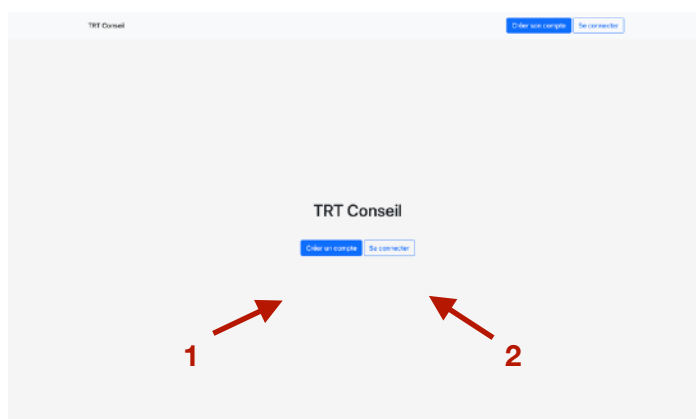 TRT Conseil
Créer son compte Se connecter
TRT Conseil
Créer un compte Se connecter
1 2